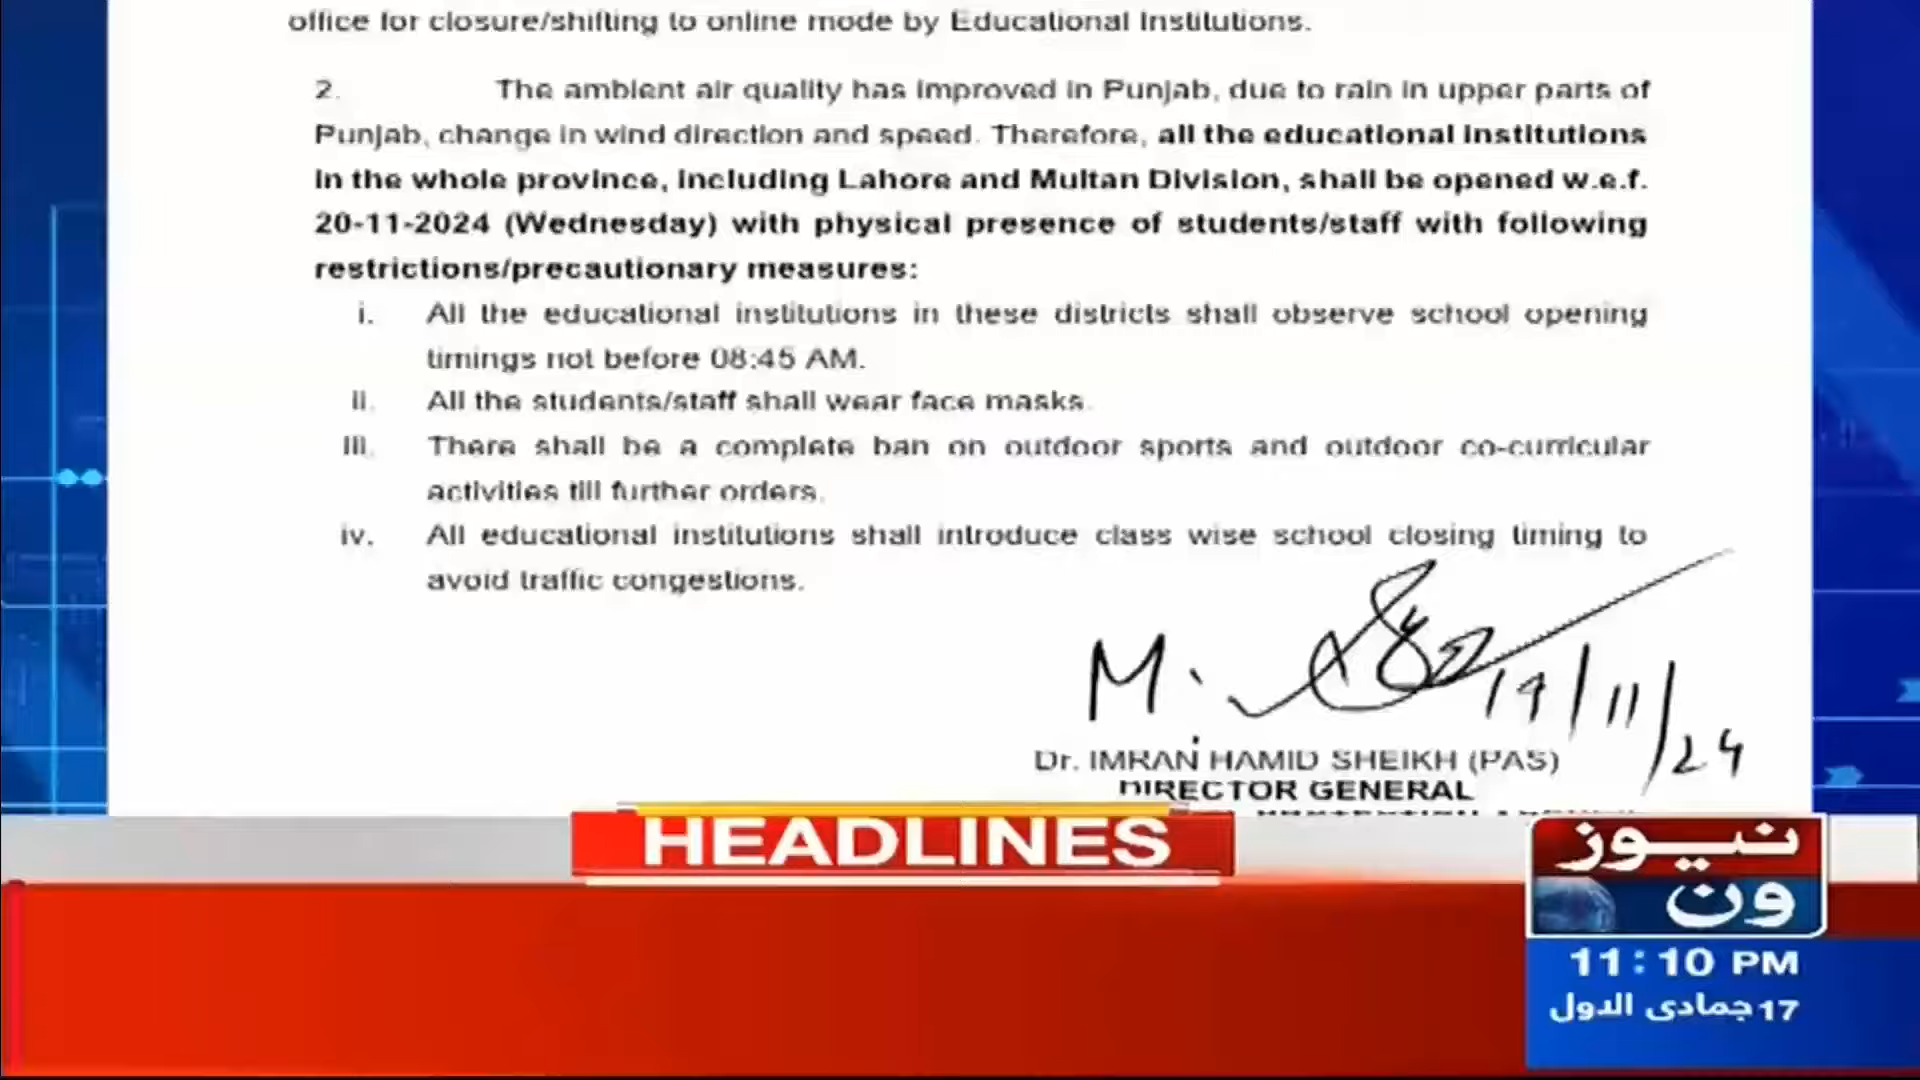 office for closure/shifting to online mode by Educational Institutions.
2. The ambient air quality has improved in Punjab, due to rain in upper parts of
Punjab, change in wind direction and speed. Therefore, all the educational institutions
in the whole province, including Lahore and Multan Division, shall be opened w.e.f.
20-11-2024 (Wednesday) with physical presence of students/staff with following
restrictions/precautionary measures:
i. All the educational institutions in these districts shall observe school opening
timings not before 08:45 AM.
ii. All the students/staff shall wear face masks.
iii. There shall be a complete ban on outdoor sports and outdoor co-curricular
activities till further orders.
iv. All educational institutions shall introduce class wise school closing timing to
avoid traffic congestions.
M.
19/11/24
Dr. IMRAN HAMID SHEIKH (PAS)
DIRECTOR GENERAL
HEADLINES
نیوز
ون
11:10 PM
17 جمادی الاول